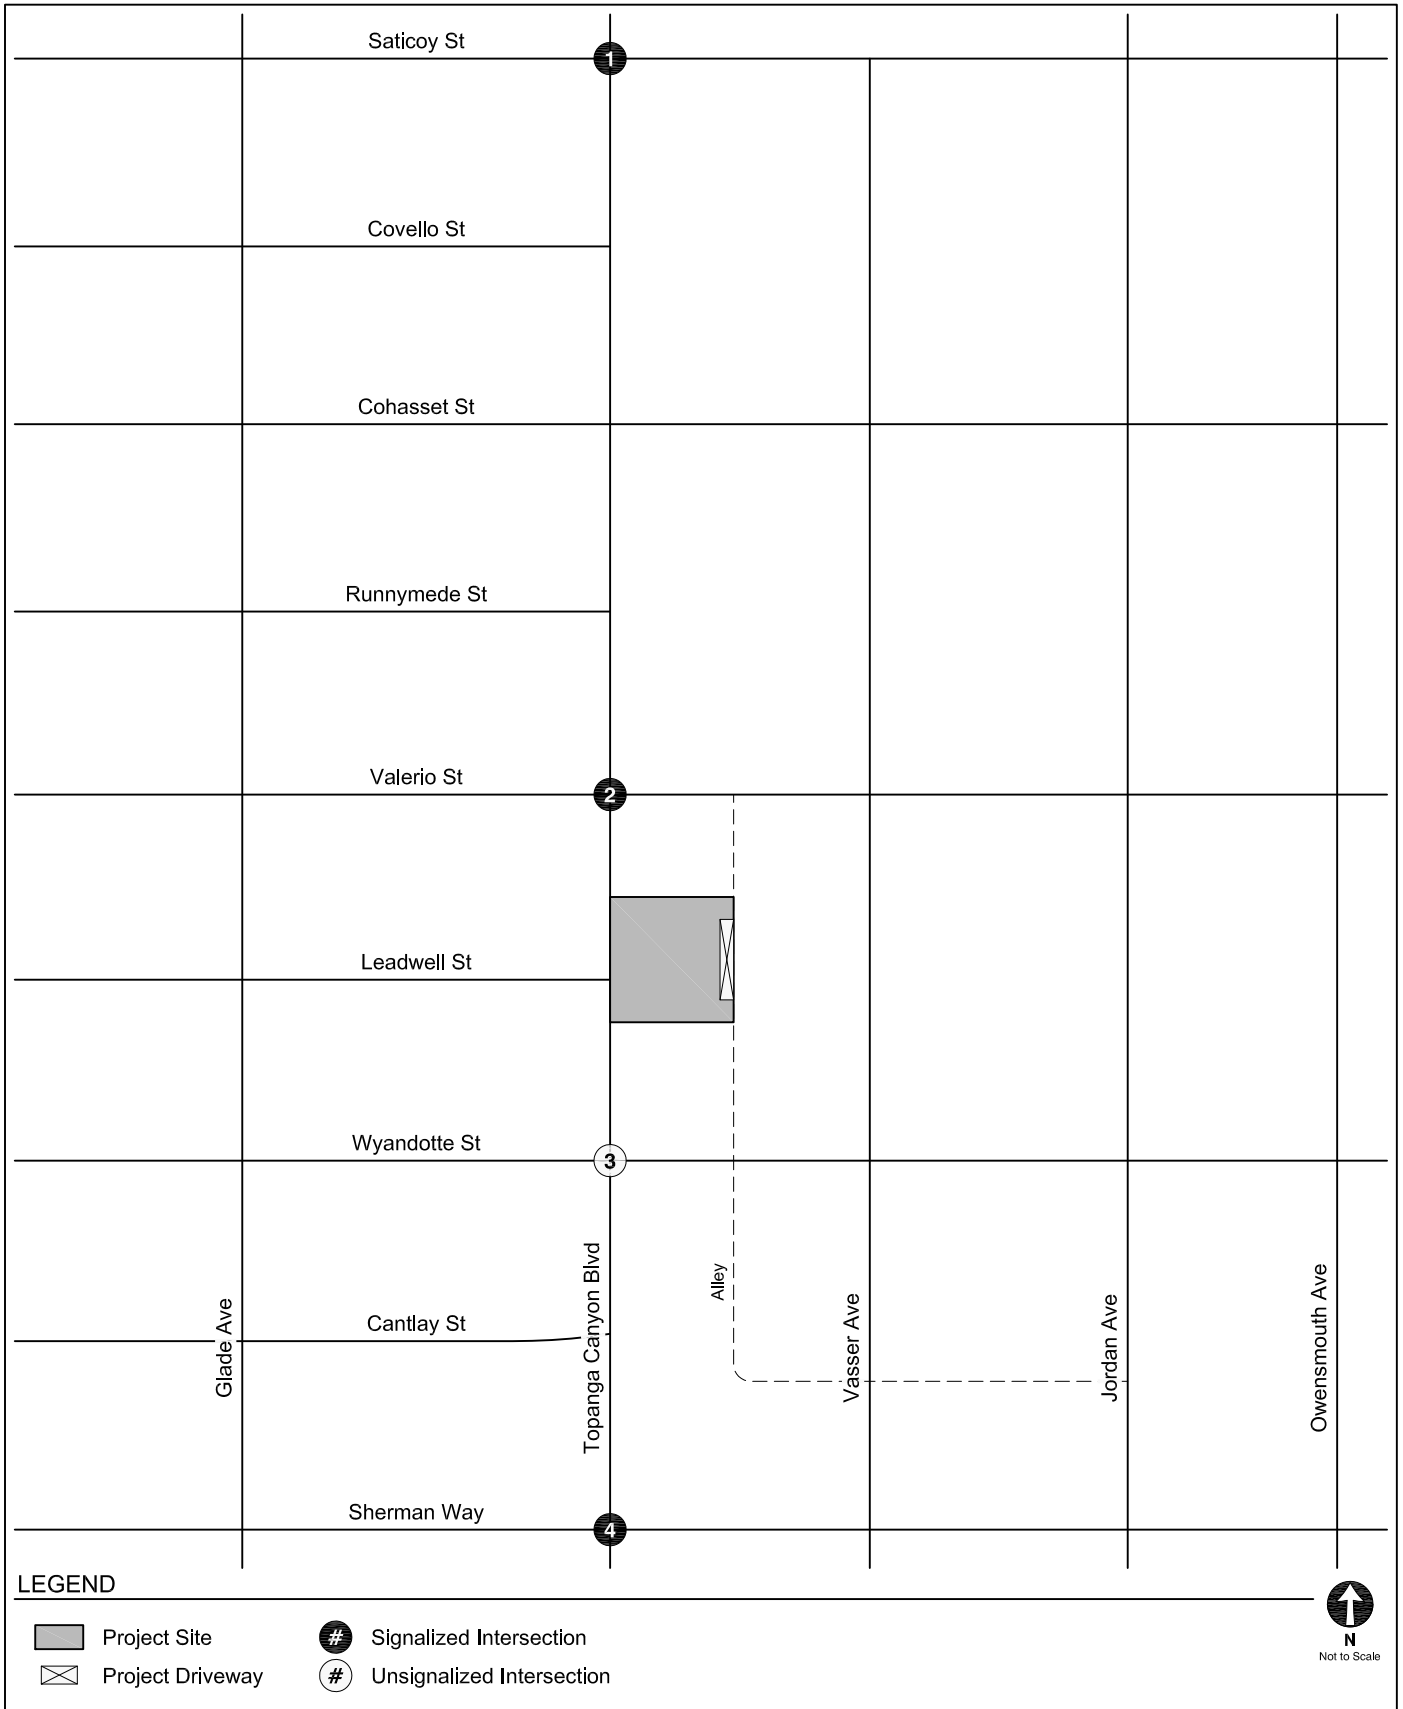 Saticoy St
1
Covello St
Cohasset St
Runnymede St
Valerio St
2
Leadwell St
Wyandotte St
3
Cantlay St
Glade Ave
Topanga Canyon Blvd
Alley
Vasser Ave
Jordan Ave
Owensmouth Ave
Sherman Way
4
LEGEND
Project Site
# Signalized Intersection
Project Driveway
# Unsignalized Intersection
N
Not to Scale